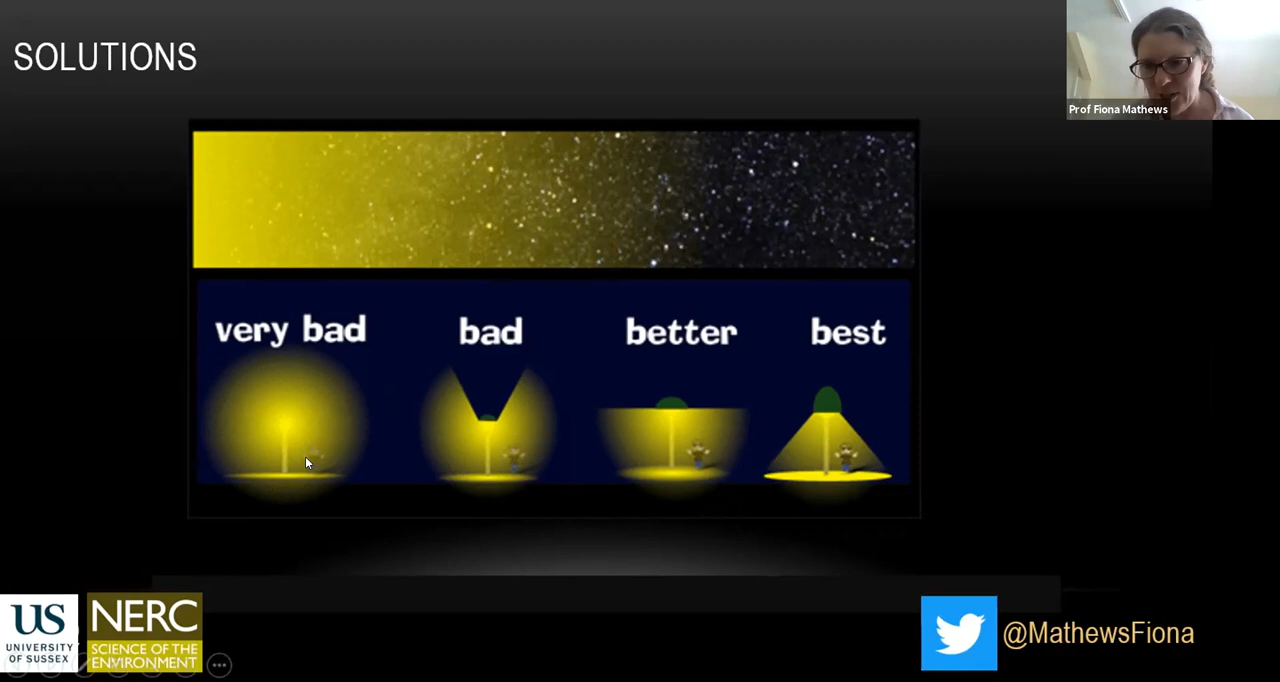 SOLUTIONS
Prof Fiona Mathews
very bad
bad
better
best
US
UNIVERSITY
OF SUSSEX
NERC
SCIENCE OF THE
ENVIRONMENT
@MathewsFiona